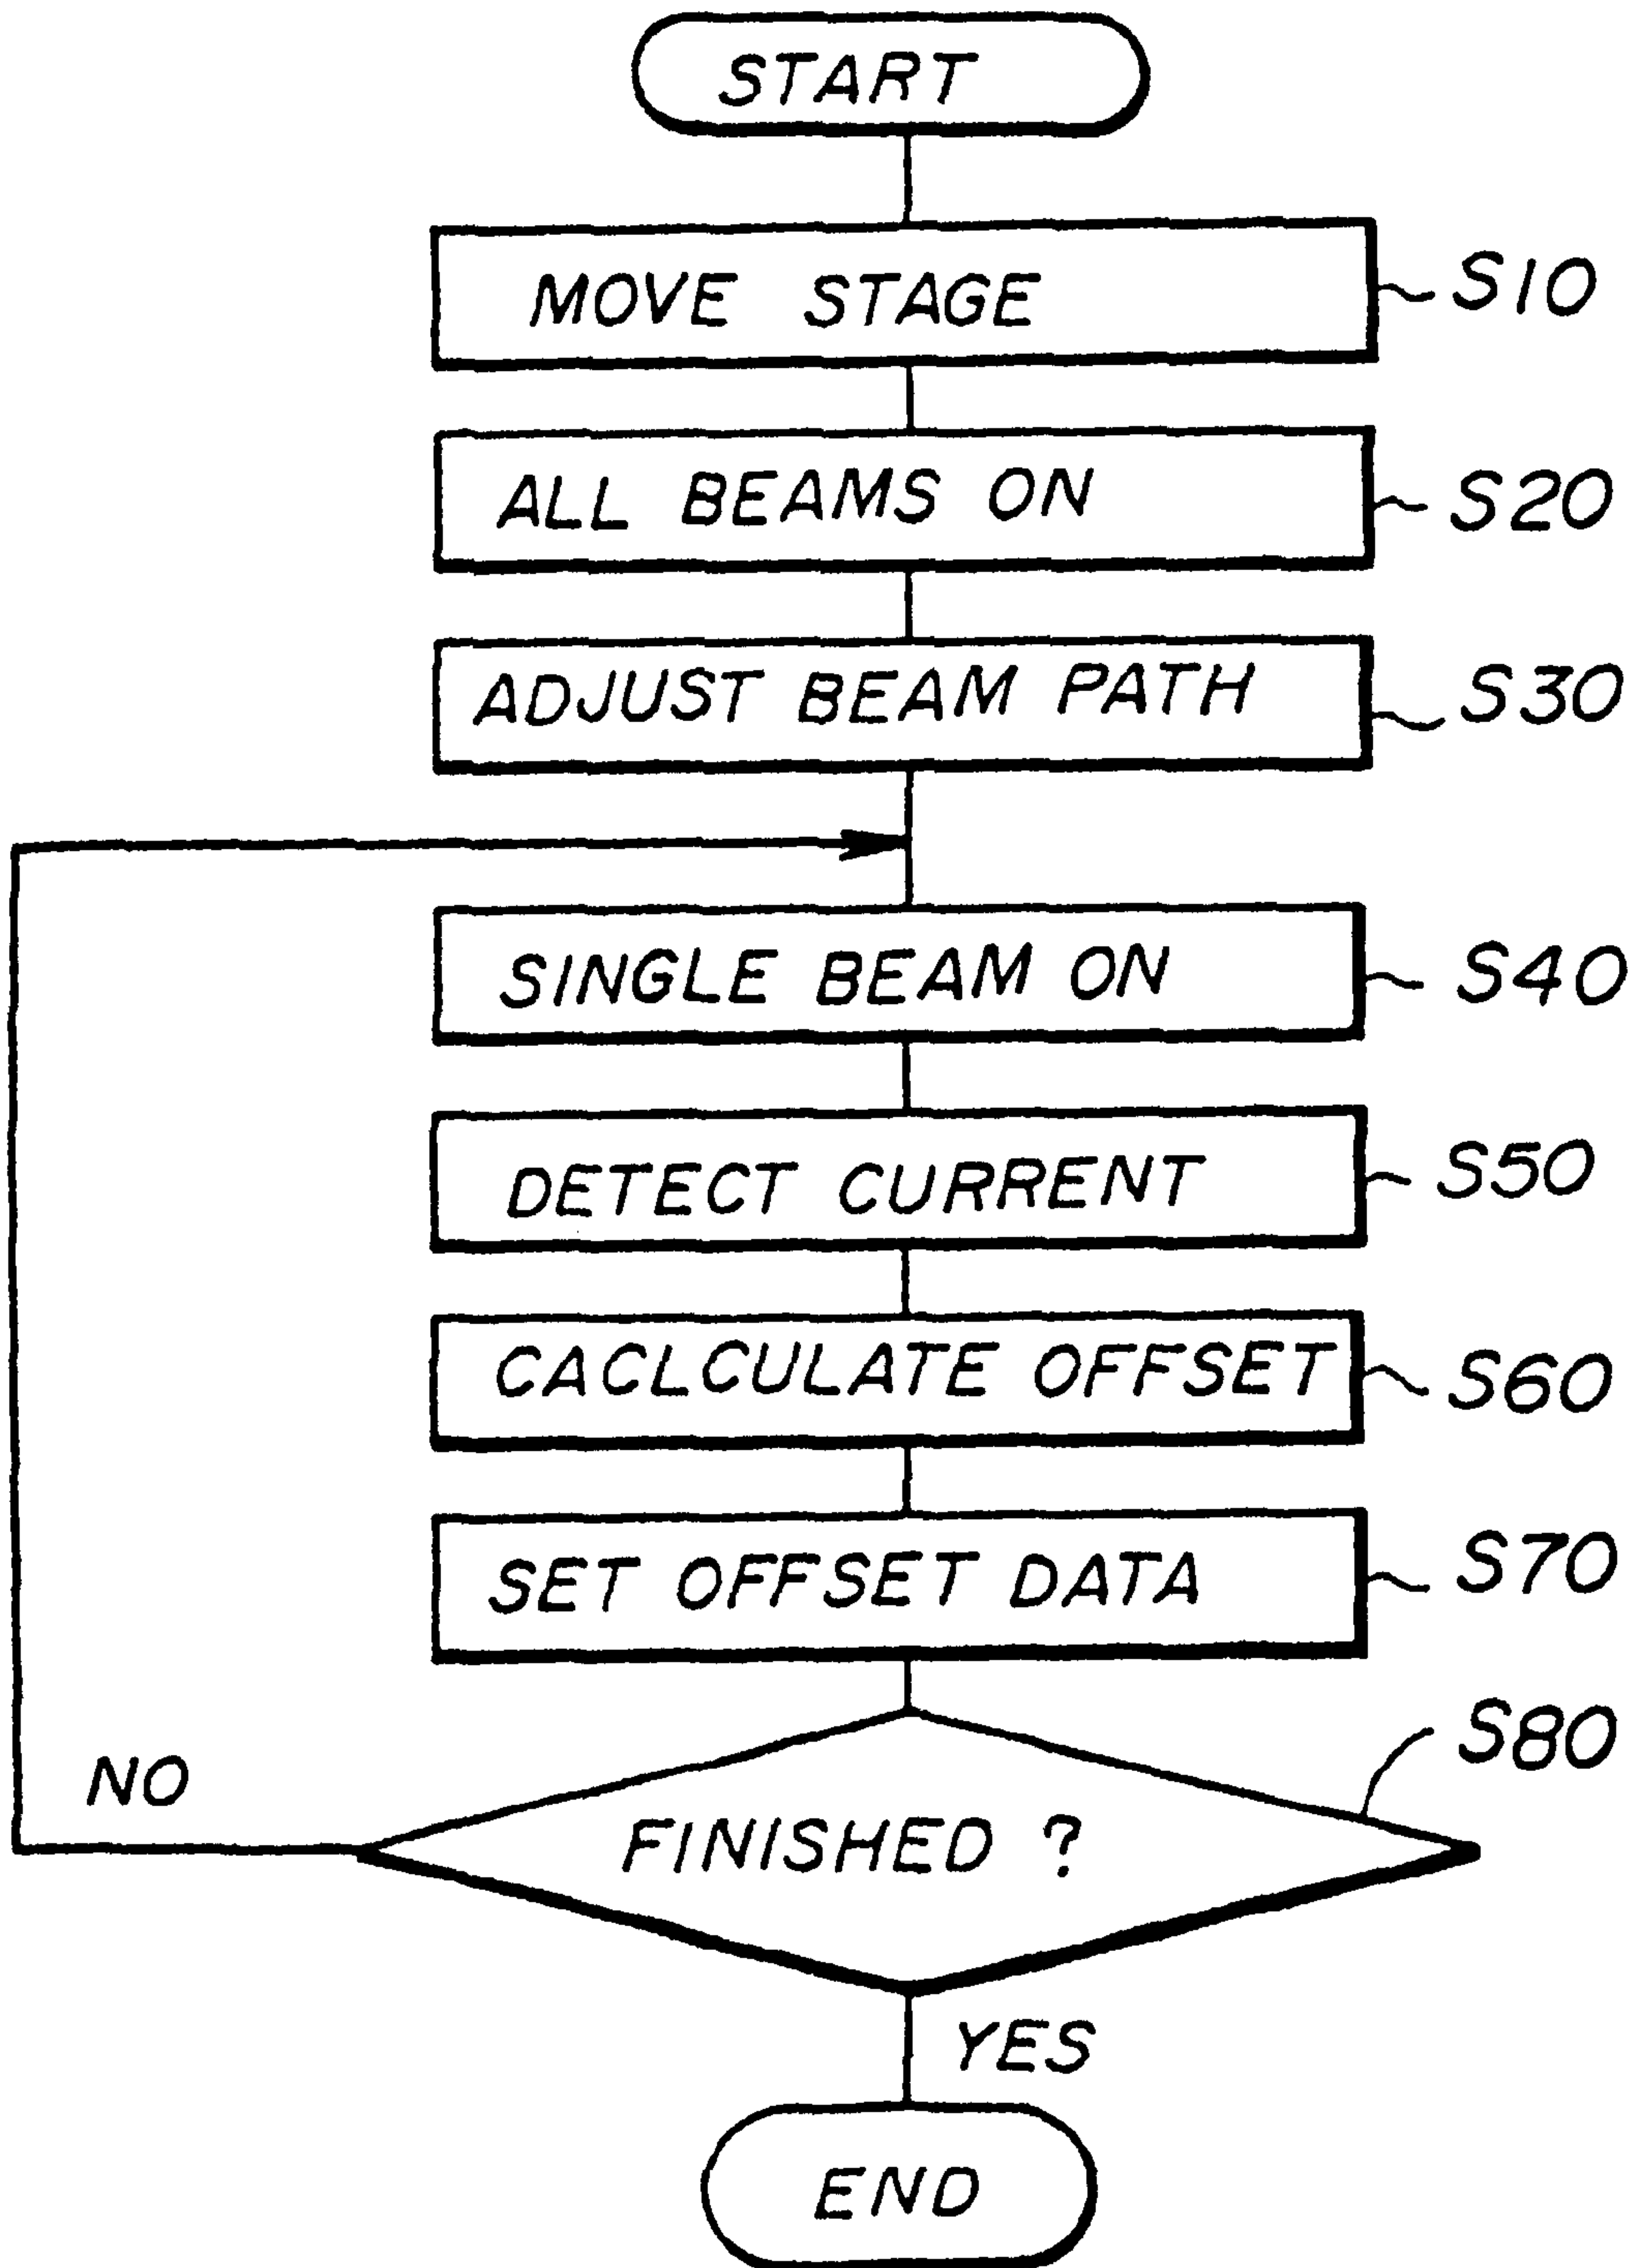 START
MOVE STAGE
S10
ALL BEAMS ON
S20
ADJUST BEAM PATH
S30
SINGLE BEAM ON
S40
DETECT CURRENT
S50
CACLCULATE OFFSET
S60
SET OFFSET DATA
S70
S80
NO
FINISHED ?
YES
END